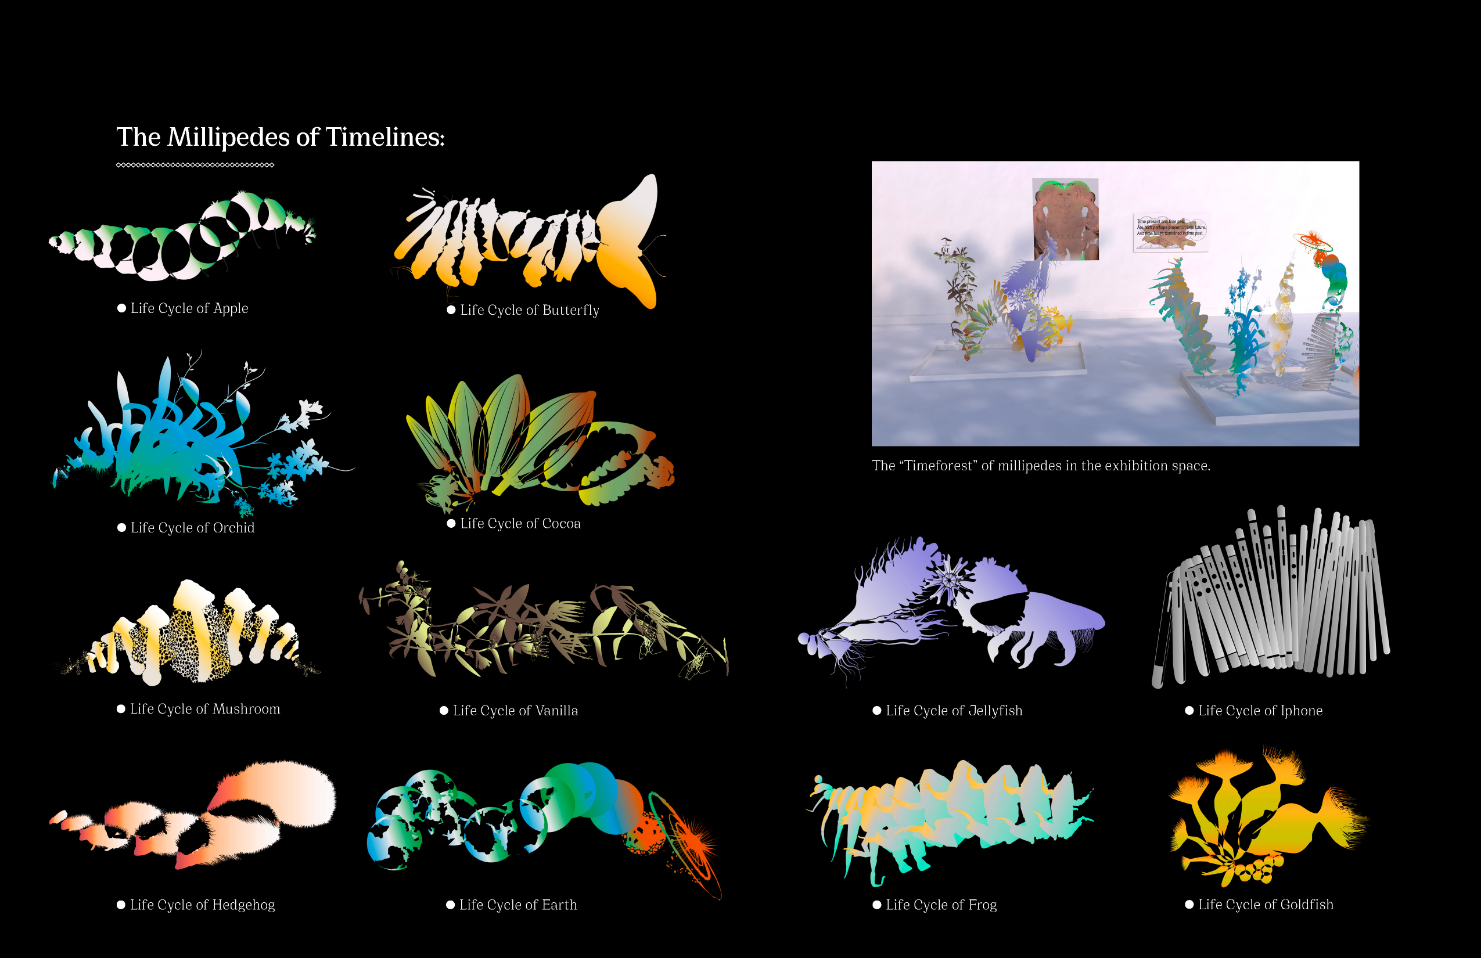 The Millipedes of Timelines:
Life Cycle of Apple
Life Cycle of Butterfly
Life Cycle of Orchid
Life Cycle of Cocoa
Life Cycle of Mushroom
Life Cycle of Vanilla
Life Cycle of Hedgehog
Life Cycle of Earth
The “Timeforest” of millipedes in the exhibition space.
Life Cycle of Jellyfish
Life Cycle of Iphone
Life Cycle of Frog
Life Cycle of Goldfish